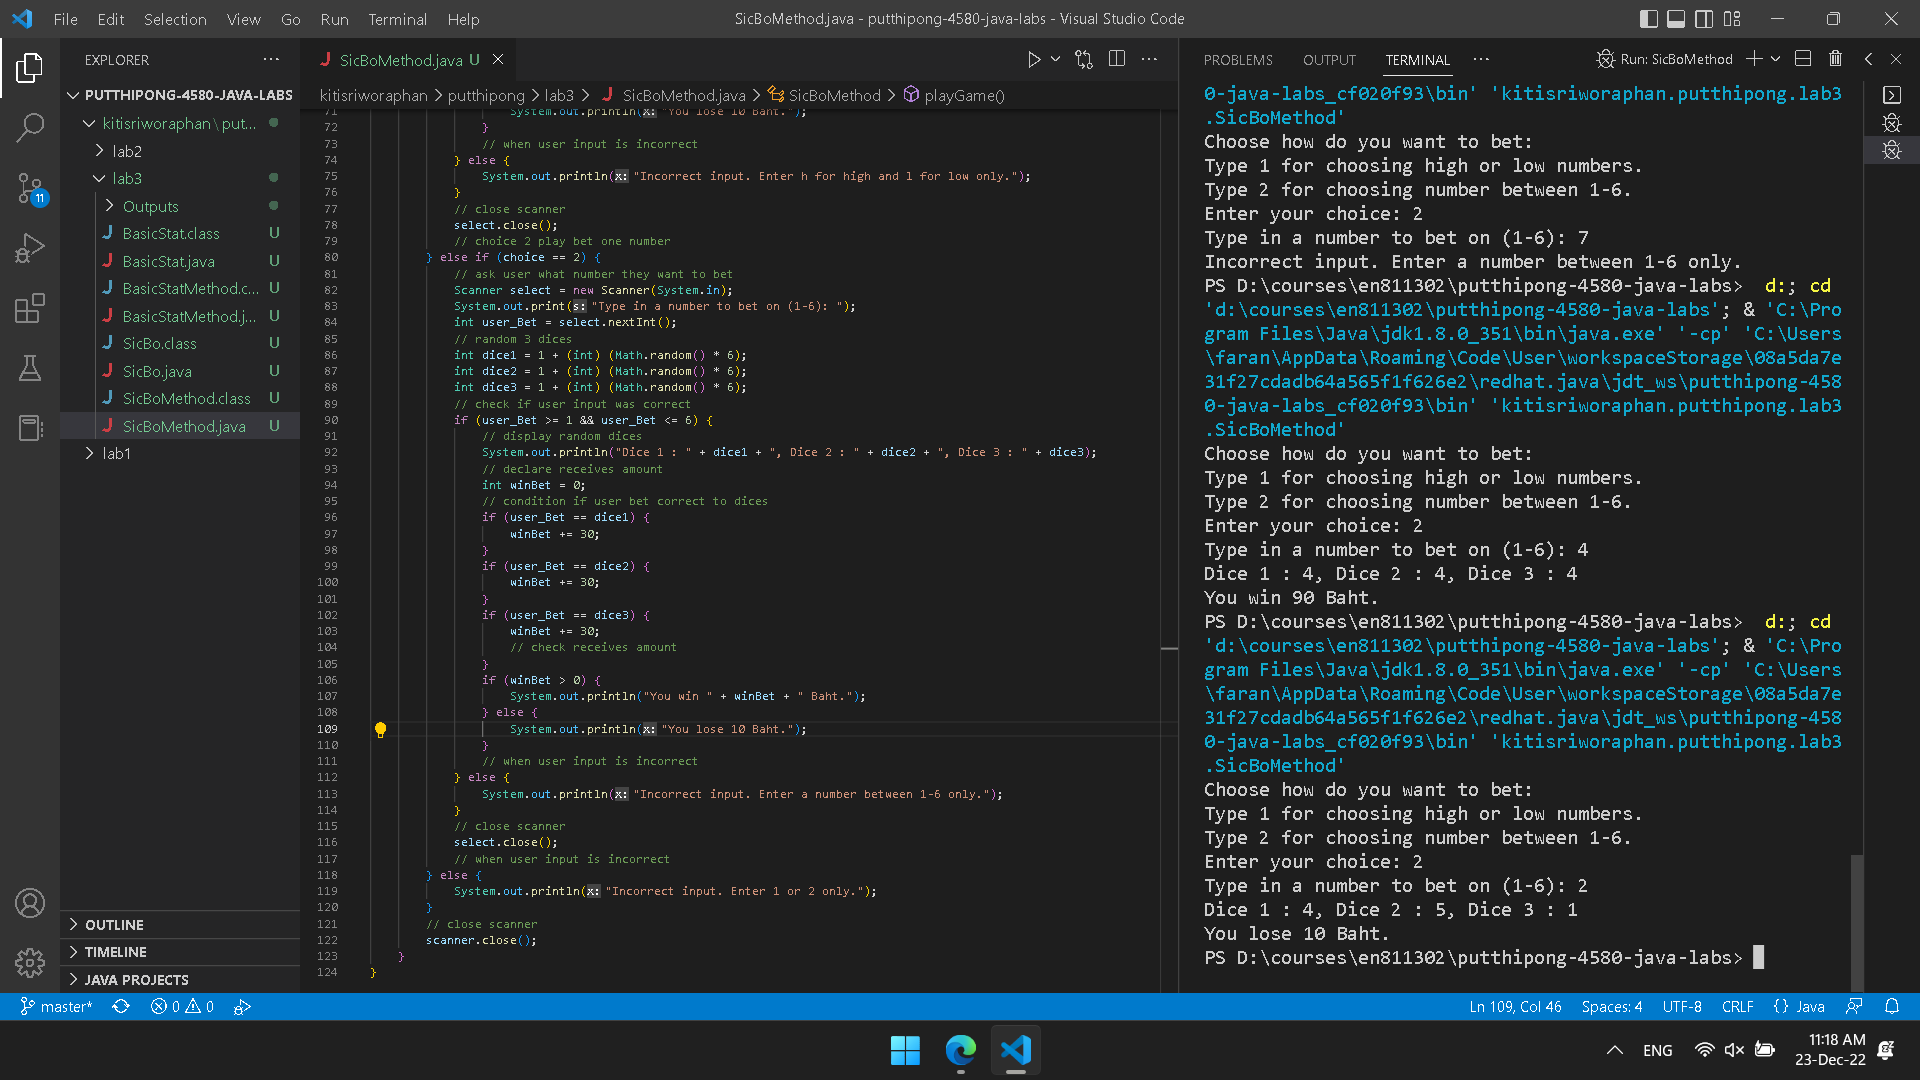 File Edit Selection View Go Run Terminal Help
SicBoMethod.java - putthipong-4580-java-labs - Visual Studio Code
EXPLORER
PUTTHIPONG-4580-JAVA-LABS
kitisriworaphan\put...
lab2
lab3
Outputs
BasicStat.class U
BasicStat.java U
BasicStatMethod.c... U
BasicStatMethod.j... U
SicBo.class U
SicBo.java U
SicBoMethod.class U
SicBoMethod.java U
lab1
OUTLINE
TIMELINE
JAVA PROJECTS
11
SicBoMethod.java U
kitisriworaphan > putthipong > lab3 > SicBoMethod.java > SicBoMethod > playGame()
71 System.out.println(x: "You lose 10 Baht.");
72 }
73 // when user input is incorrect
74 } else {
75 System.out.println(x: "Incorrect input. Enter h for high and l for low only.");
76 }
77 // close scanner
78 select.close();
79 // choice 2 play bet one number
80 } else if (choice == 2) {
81 // ask user what number they want to bet
82 Scanner select = new Scanner(System.in);
83 System.out.print(s: "Type in a number to bet on (1-6): ");
84 int user_Bet = select.nextInt();
85 // random 3 dices
86 int dice1 = 1 + (int) (Math.random() * 6);
87 int dice2 = 1 + (int) (Math.random() * 6);
88 int dice3 = 1 + (int) (Math.random() * 6);
89 // check if user input was correct
90 if (user_Bet >= 1 && user_Bet <= 6) {
91 // display random dices
92 System.out.println("Dice 1 : " + dice1 + ", Dice 2 : " + dice2 + ", Dice 3 : " + dice3);
93 // declare receives amount
94 int winBet = 0;
95 // condition if user bet correct to dices
96 if (user_Bet == dice1) {
97 winBet += 30;
98 }
99 if (user_Bet == dice2) {
100 winBet += 30;
101 }
102 if (user_Bet == dice3) {
103 winBet += 30;
104 // check receives amount
105 }
106 if (winBet > 0) {
107 System.out.println("You win " + winBet + " Baht.");
108 } else {
109 System.out.println(x: "You lose 10 Baht.");
110 }
111 // when user input is incorrect
112 } else {
113 System.out.println(x: "Incorrect input. Enter a number between 1-6 only.");
114 }
115 // close scanner
116 select.close();
117 // when user input is incorrect
118 } else {
119 System.out.println(x: "Incorrect input. Enter 1 or 2 only.");
120 }
121 // close scanner
122 scanner.close();
123 }
124 }
PROBLEMS OUTPUT TERMINAL ... Run: SicBoMethod
0-java-labs_cf020f93\bin' 'kitisriworaphan.putthipong.lab3
.SicBoMethod'
Choose how do you want to bet:
Type 1 for choosing high or low numbers.
Type 2 for choosing number between 1-6.
Enter your choice: 2
Type in a number to bet on (1-6): 7
Incorrect input. Enter a number between 1-6 only.
PS D:\courses\en811302\putthipong-4580-java-labs> d:; cd
'd:\courses\en811302\putthipong-4580-java-labs'; & 'C:\Pro
gram Files\Java\jdk1.8.0_351\bin\java.exe' '-cp' 'C:\Users
\faran\AppData\Roaming\Code\User\workspaceStorage\08a5da7e
31f27cdadb64a565f1f626e2\redhat.java\jdt_ws\putthipong-458
0-java-labs_cf020f93\bin' 'kitisriworaphan.putthipong.lab3
.SicBoMethod'
Choose how do you want to bet:
Type 1 for choosing high or low numbers.
Type 2 for choosing number between 1-6.
Enter your choice: 2
Type in a number to bet on (1-6): 4
Dice 1 : 4, Dice 2 : 4, Dice 3 : 4
You win 90 Baht.
PS D:\courses\en811302\putthipong-4580-java-labs> d:; cd
'd:\courses\en811302\putthipong-4580-java-labs'; & 'C:\Pro
gram Files\Java\jdk1.8.0_351\bin\java.exe' '-cp' 'C:\Users
\faran\AppData\Roaming\Code\User\workspaceStorage\08a5da7e
31f27cdadb64a565f1f626e2\redhat.java\jdt_ws\putthipong-458
0-java-labs_cf020f93\bin' 'kitisriworaphan.putthipong.lab3
.SicBoMethod'
Choose how do you want to bet:
Type 1 for choosing high or low numbers.
Type 2 for choosing number between 1-6.
Enter your choice: 2
Type in a number to bet on (1-6): 2
Dice 1 : 4, Dice 2 : 5, Dice 3 : 1
You lose 10 Baht.
PS D:\courses\en811302\putthipong-4580-java-labs>
master* 0 0 Ln 109, Col 46 Spaces: 4 UTF-8 CRLF {} Java
ENG 11:18 AM
23-Dec-22